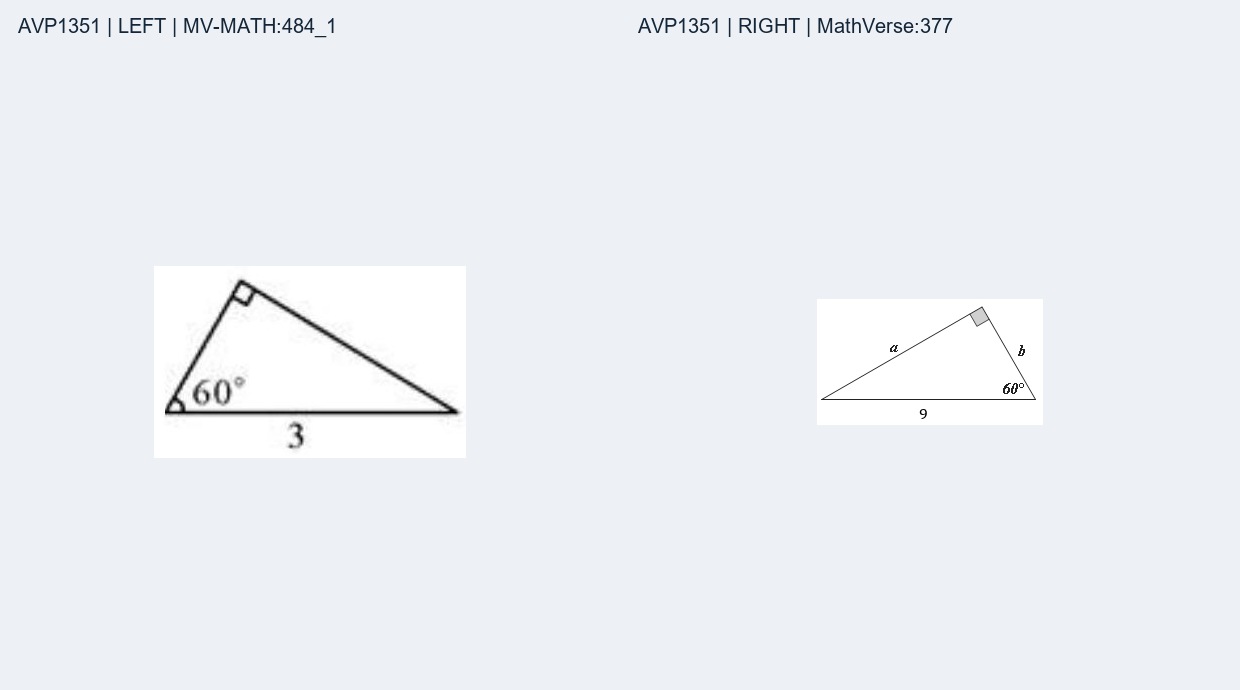 AVP1351 | LEFT | MV-MATH:484_1
AVP1351 | RIGHT | MathVerse:377
60°
3
a
b
60°
9